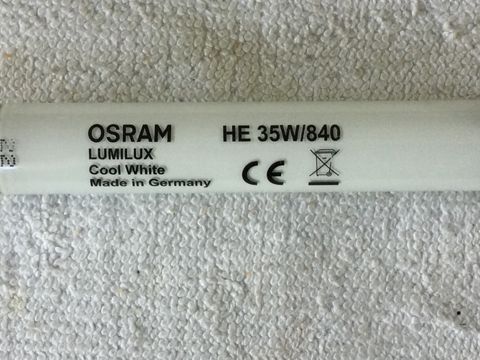 OSRAM HE 35W/840
LUMILUX
Cool White
Made in Germany CE